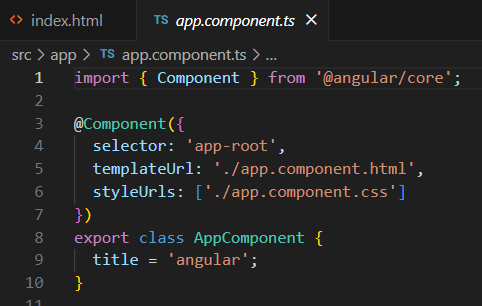 <> index.html TS app.component.ts ×
src > app > TS app.component.ts > ...
1 import { Component } from '@angular/core';
2
3 @Component({
4   selector: 'app-root',
5   templateUrl: './app.component.html',
6   styleUrls: ['./app.component.css']
7 })
8 export class AppComponent {
9   title = 'angular';
10 }